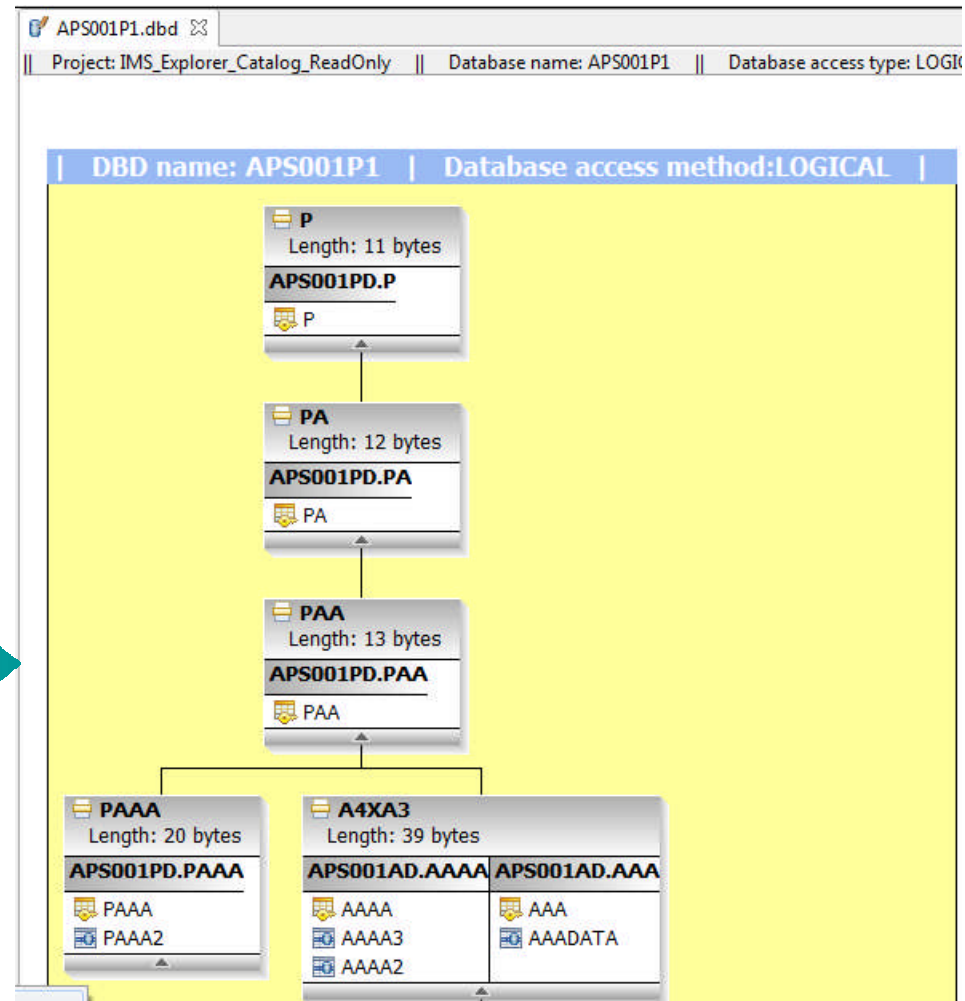 APS001P1.dbd
|| Project: IMS_Explorer_Catalog_ReadOnly || Database name: APS001P1 || Database access type: LOGIC
| DBD name: APS001P1 | Database access method:LOGICAL |
P
Length: 11 bytes
APS001PD.P
P
PA
Length: 12 bytes
APS001PD.PA
PA
PAA
Length: 13 bytes
APS001PD.PAA
PAA
PAAA
Length: 20 bytes
APS001PD.PAAA
PAAA
PAAA2
A4XA3
Length: 39 bytes
APS001AD.AAAA APS001AD.AAA
AAAA AAA
AAAA3 AAADATA
AAAA2